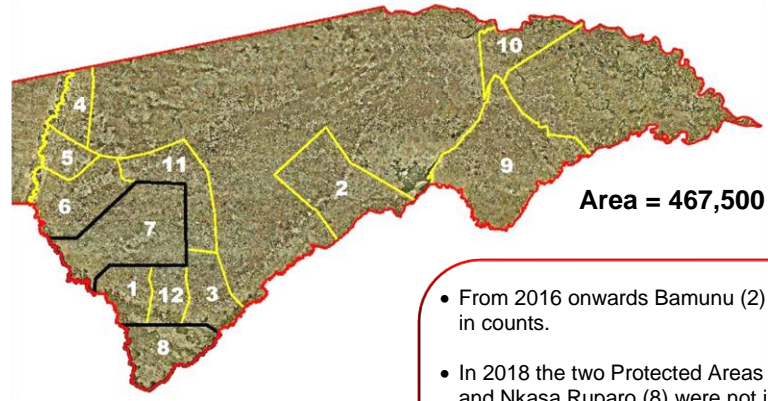 10
4
5
11
2
9
6
7
Area = 467,500
1
12
3
8
• From 2016 onwards Bamunu (2)
in counts.
• In 2018 the two Protected Areas
and Nkasa Ruparo (8) were not i